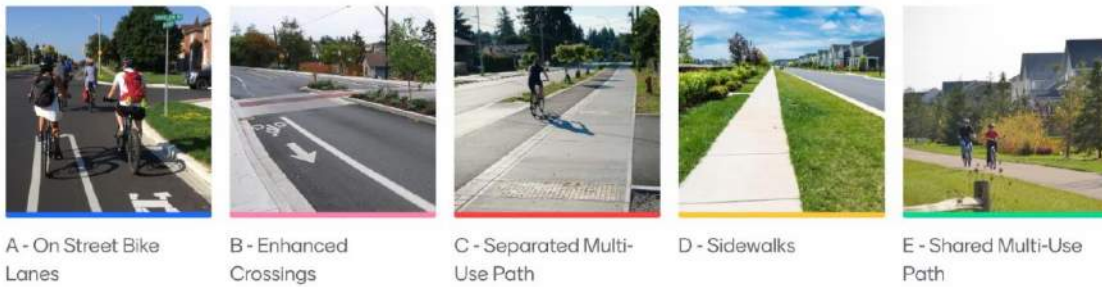 A - On Street Bike
Lanes
B - Enhanced
Crossings
C - Separated Multi-
Use Path
D - Sidewalks
E - Shared Multi-Use
Path